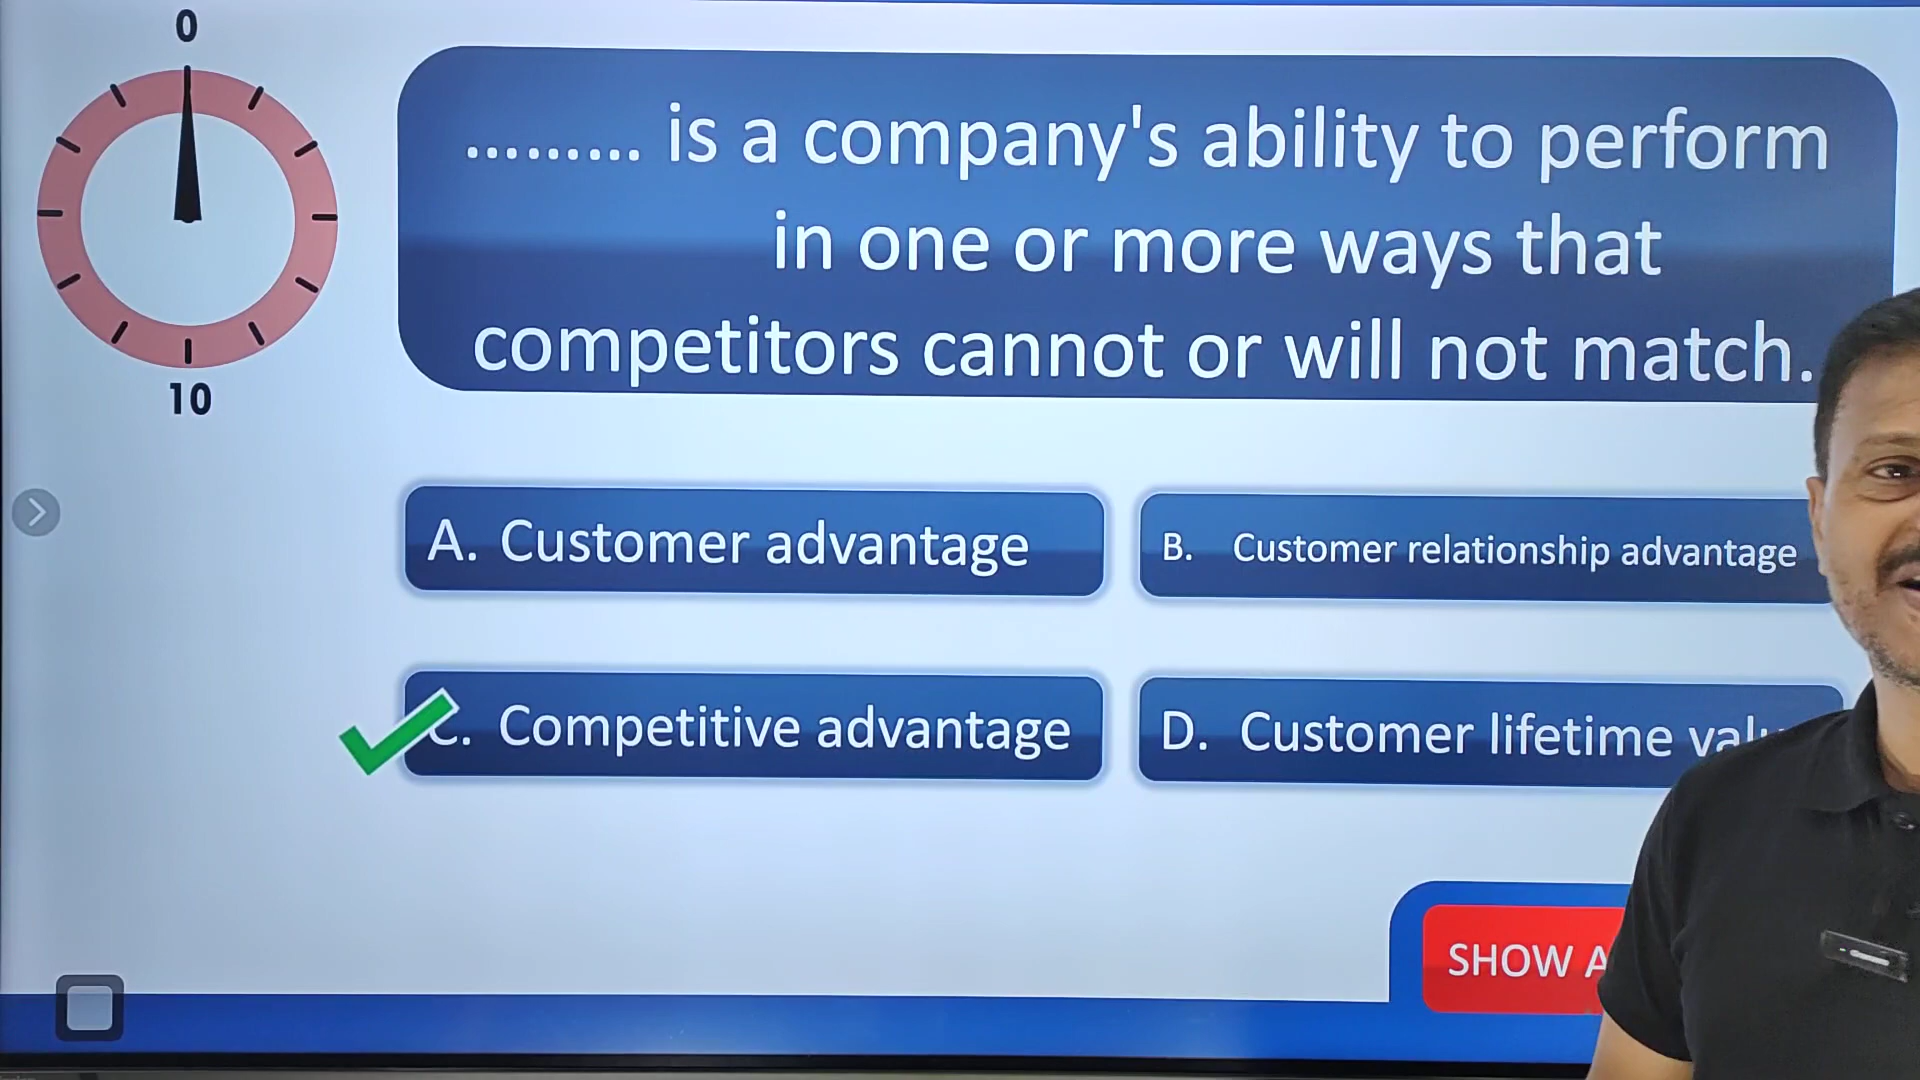 0
10
......... is a company's ability to perform
in one or more ways that
competitors cannot or will not match.
A. Customer advantage
B. Customer relationship advantage
C. Competitive advantage
D. Customer lifetime
SHOW